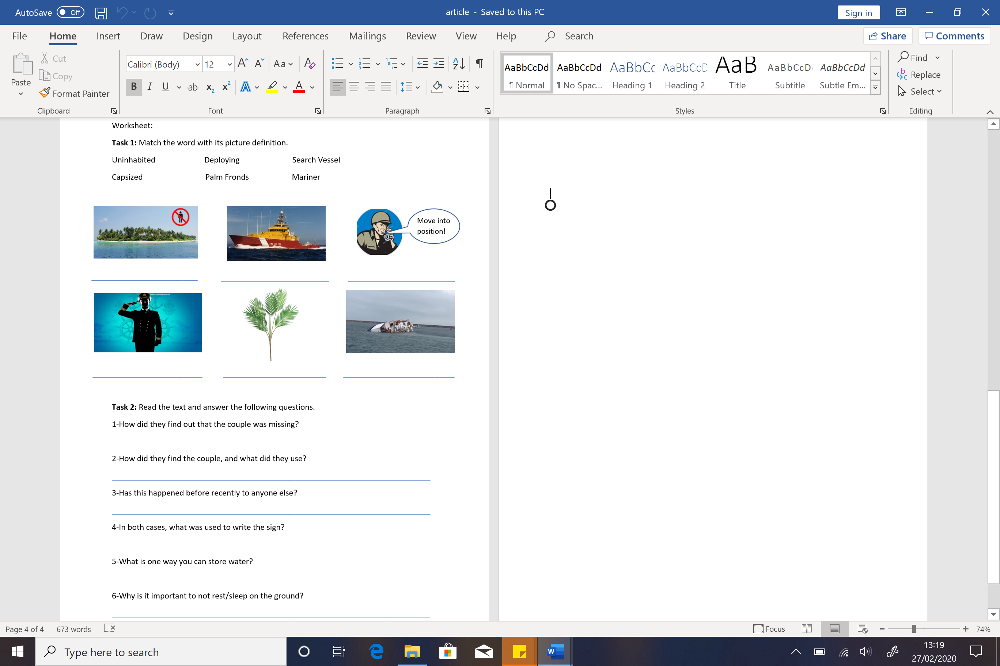 AutoSave Off article - Saved to this PC Sign in
File Home Insert Draw Design Layout References Mailings Review View Help Search Share Comments
Paste Cut Copy Format Painter
Clipboard
Calibri (Body) 12
Font
Paragraph
AaBbCcDd AaBbCcDd AaBbCc AaBbCcD AaB AaBbCcD AaBbCcDd
¶ Normal ¶ No Spac... Heading 1 Heading 2 Title Subtitle Subtle Em...
Styles
Find
Replace
Select
Editing
Worksheet:
Task 1: Match the word with its picture definition.
Uninhabited Deploying Search Vessel
Capsized Palm Fronds Mariner
Move into
position!
Task 2: Read the text and answer the following questions.
1-How did they find out that the couple was missing?
2-How did they find the couple, and what did they use?
3-Has this happened before recently to anyone else?
4-In both cases, what was used to write the sign?
5-What is one way you can store water?
6-Why is it important to not rest/sleep on the ground?
Page 4 of 4 673 words Focus 74%
Type here to search
13:19
27/02/2020